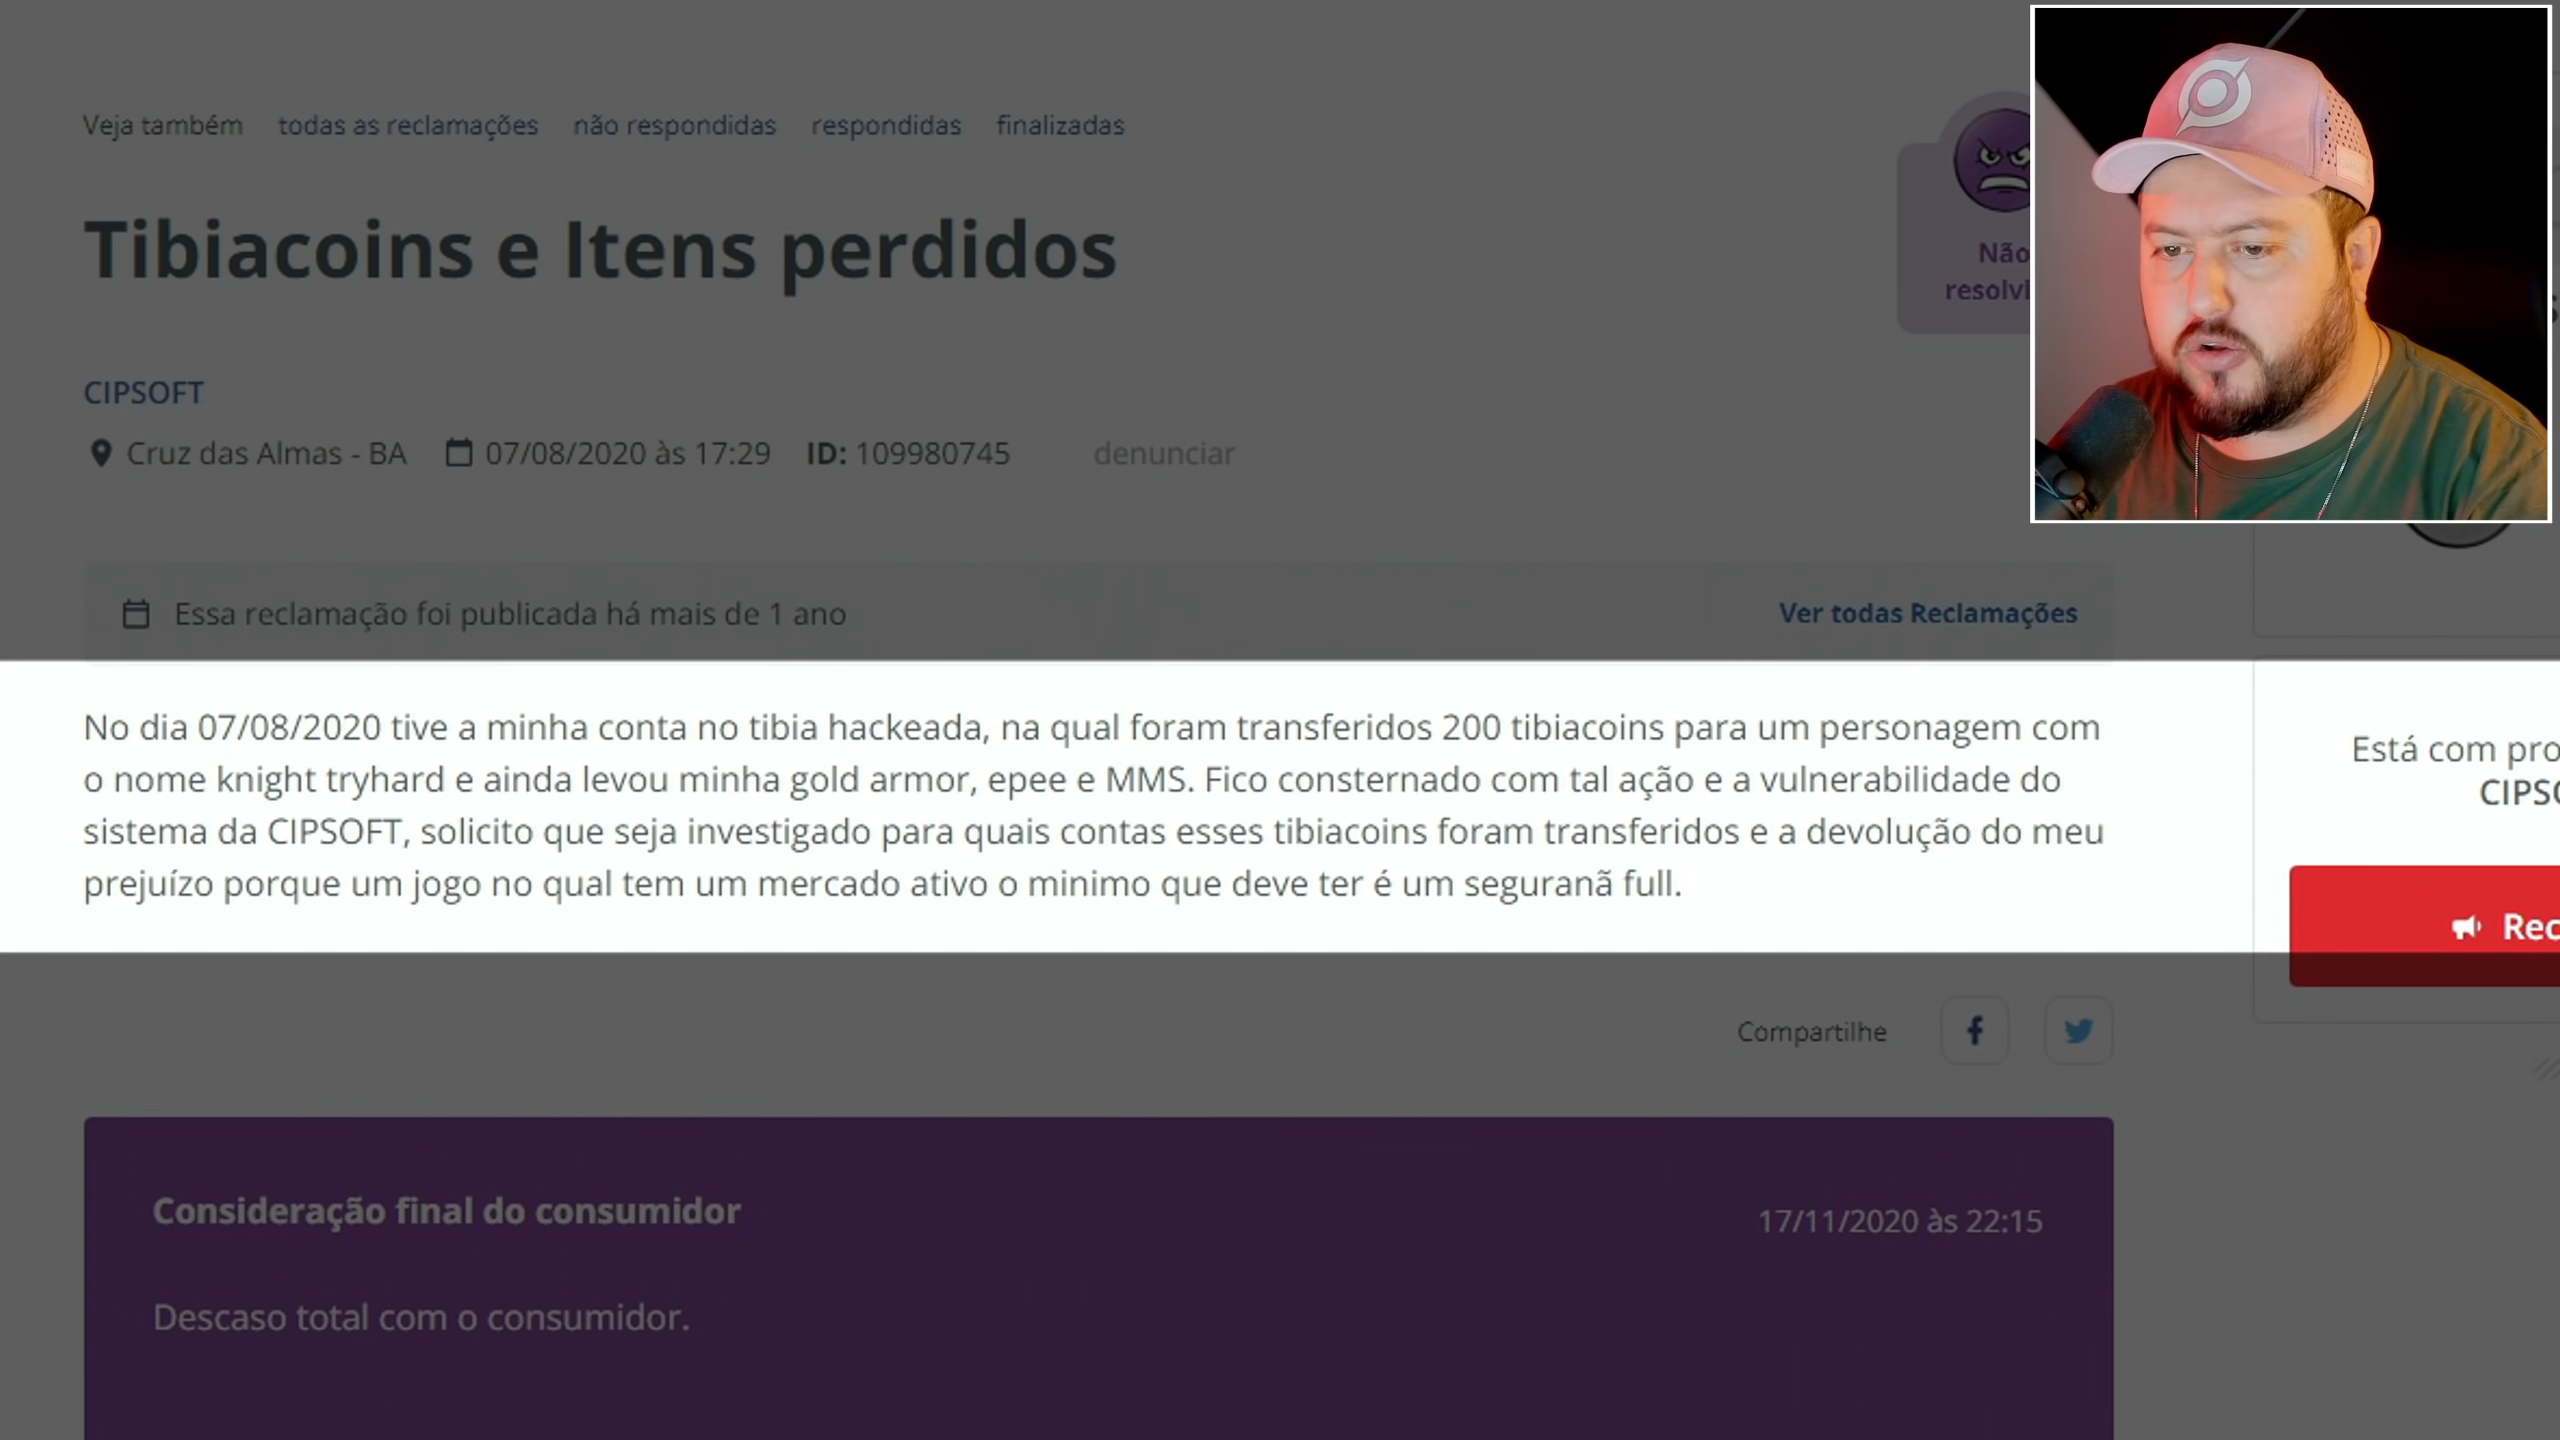 Veja também todas as reclamações não respondidas respondidas finalizadas
Tibiacoins e Itens perdidos
Não
CIPSOFT
Cruz das Almas - BA 07/08/2020 às 17:29 ID: 109980745 denunciar
Essa reclamação foi publicada há mais de 1 ano Ver todas Reclamações
No dia 07/08/2020 tive a minha conta no tibia hackeada, na qual foram transferidos 200 tibiacoins para um personagem com
o nome knight tryhard e ainda levou minha gold armor, epee e MMS. Fico consternado com tal ação e a vulnerabilidade do
sistema da CIPSOFT, solicito que seja investigado para quais contas esses tibiacoins foram transferidos e a devolução do meu
prejuízo porque um jogo no qual tem um mercado ativo o minimo que deve ter é um seguranã full.
Está com
Compartilhe
Consideração final do consumidor 17/11/2020 às 22:15
Descaso total com o consumidor.